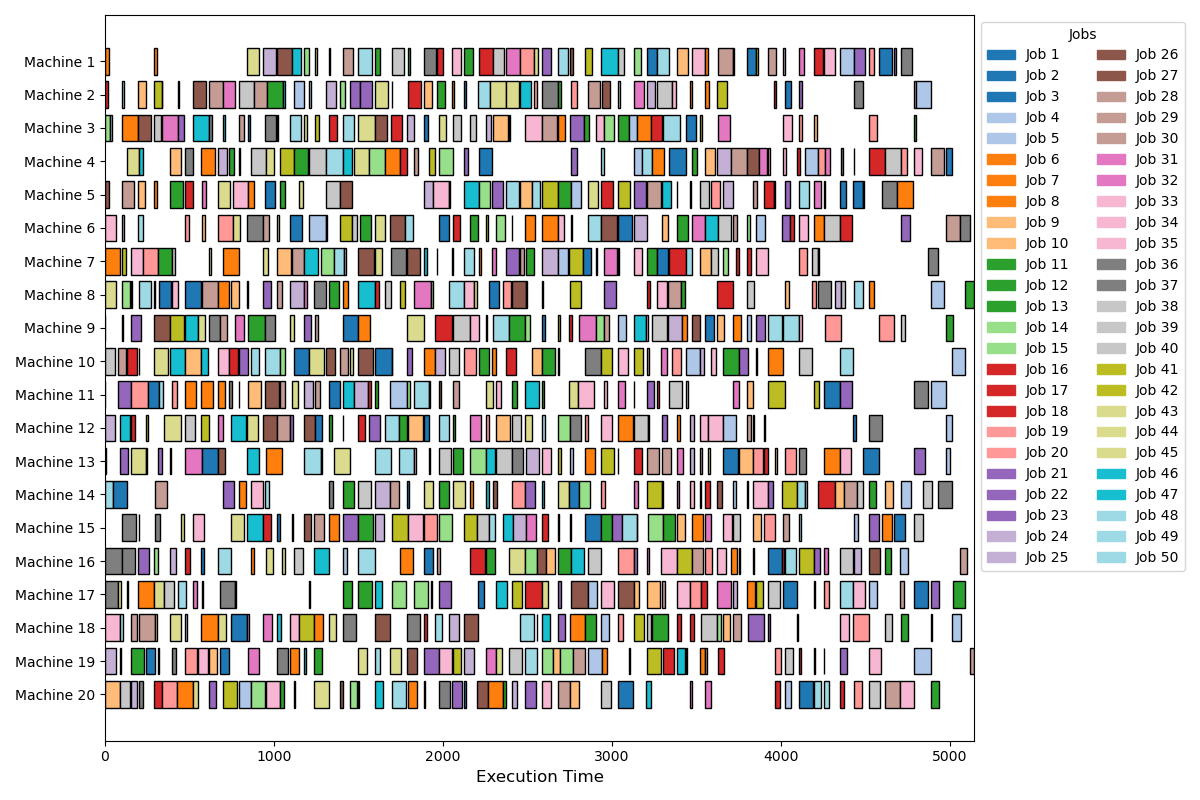 Machine 1
Machine 2
Machine 3
Machine 4
Machine 5
Machine 6
Machine 7
Machine 8
Machine 9
Machine 10
Machine 11
Machine 12
Machine 13
Machine 14
Machine 15
Machine 16
Machine 17
Machine 18
Machine 19
Machine 20
0 1000 2000 3000 4000 5000
Execution Time
Jobs
Job 1 Job 26
Job 2 Job 27
Job 3 Job 28
Job 4 Job 29
Job 5 Job 30
Job 6 Job 31
Job 7 Job 32
Job 8 Job 33
Job 9 Job 34
Job 10 Job 35
Job 11 Job 36
Job 12 Job 37
Job 13 Job 38
Job 14 Job 39
Job 15 Job 40
Job 16 Job 41
Job 17 Job 42
Job 18 Job 43
Job 19 Job 44
Job 20 Job 45
Job 21 Job 46
Job 22 Job 47
Job 23 Job 48
Job 24 Job 49
Job 25 Job 50